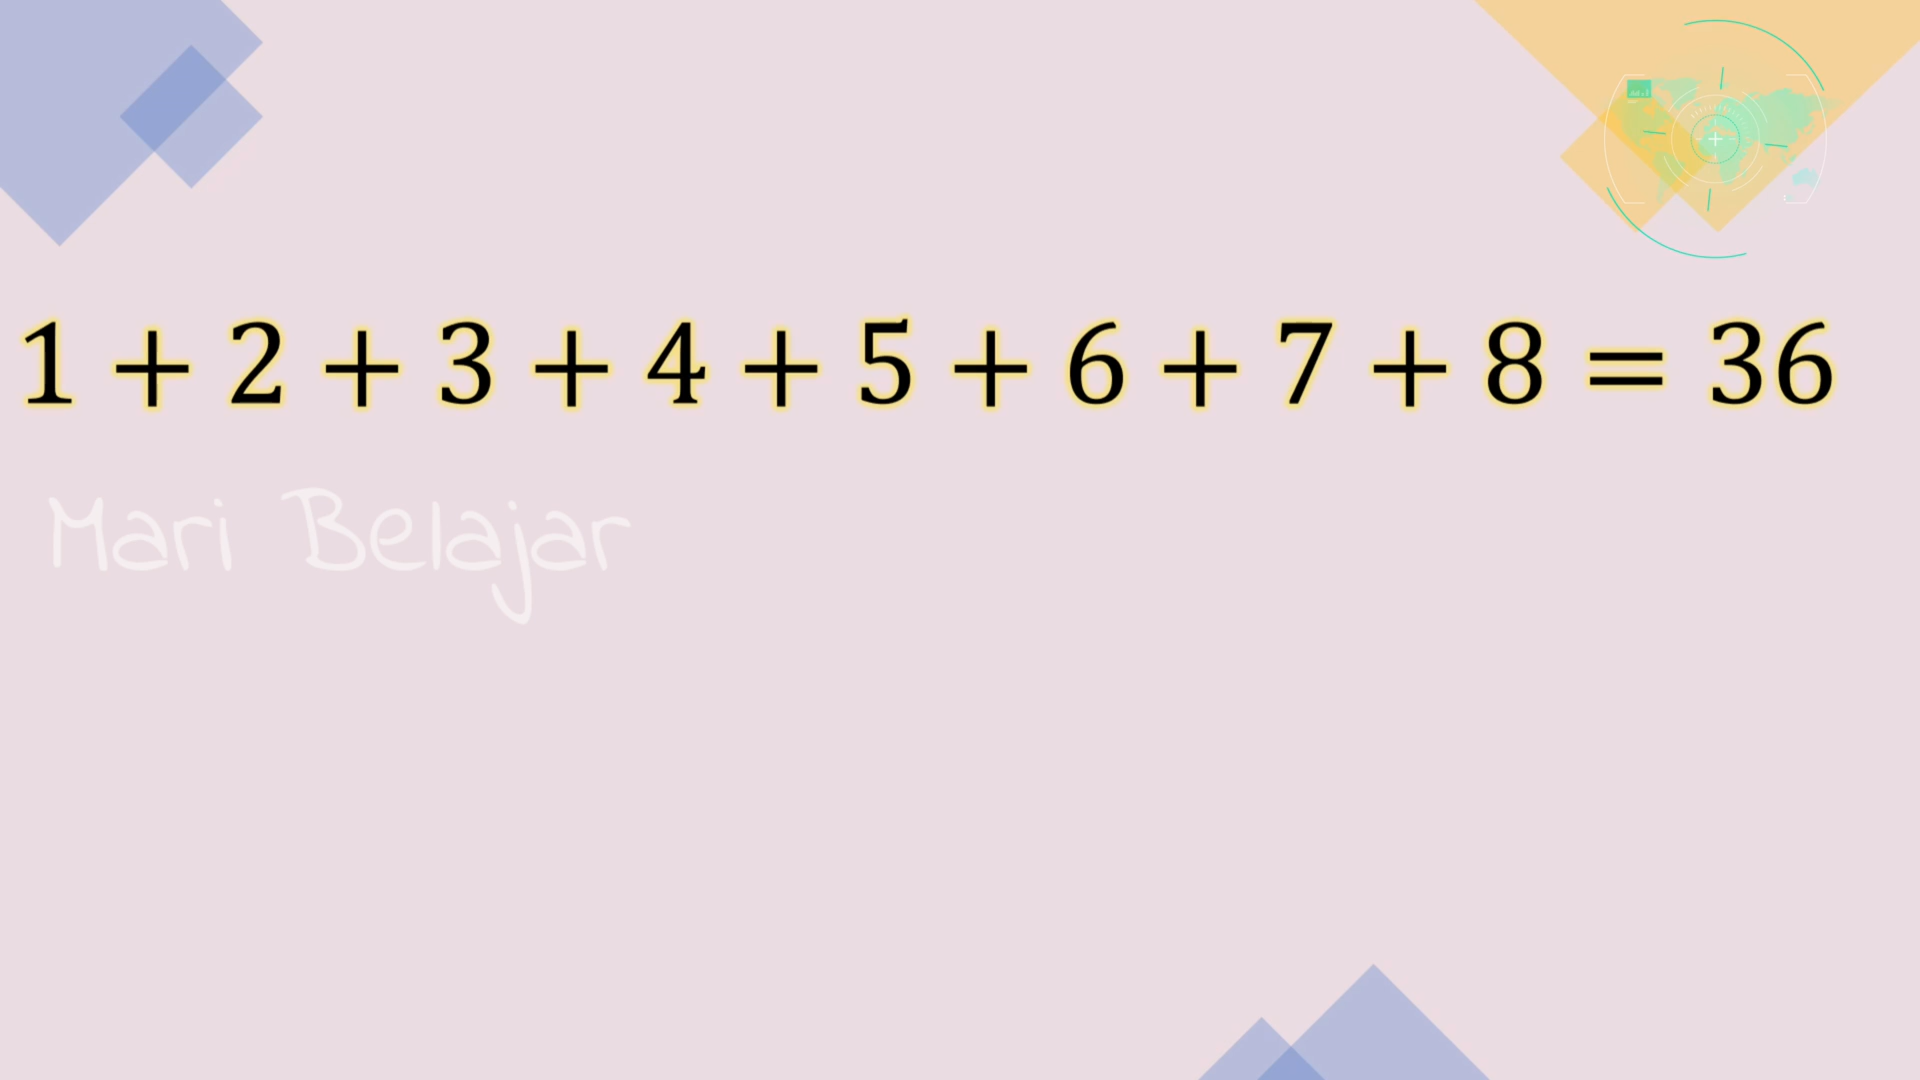 1 + 2 + 3 + 4 + 5 + 6 + 7 + 8 = 36
Mari Belajar